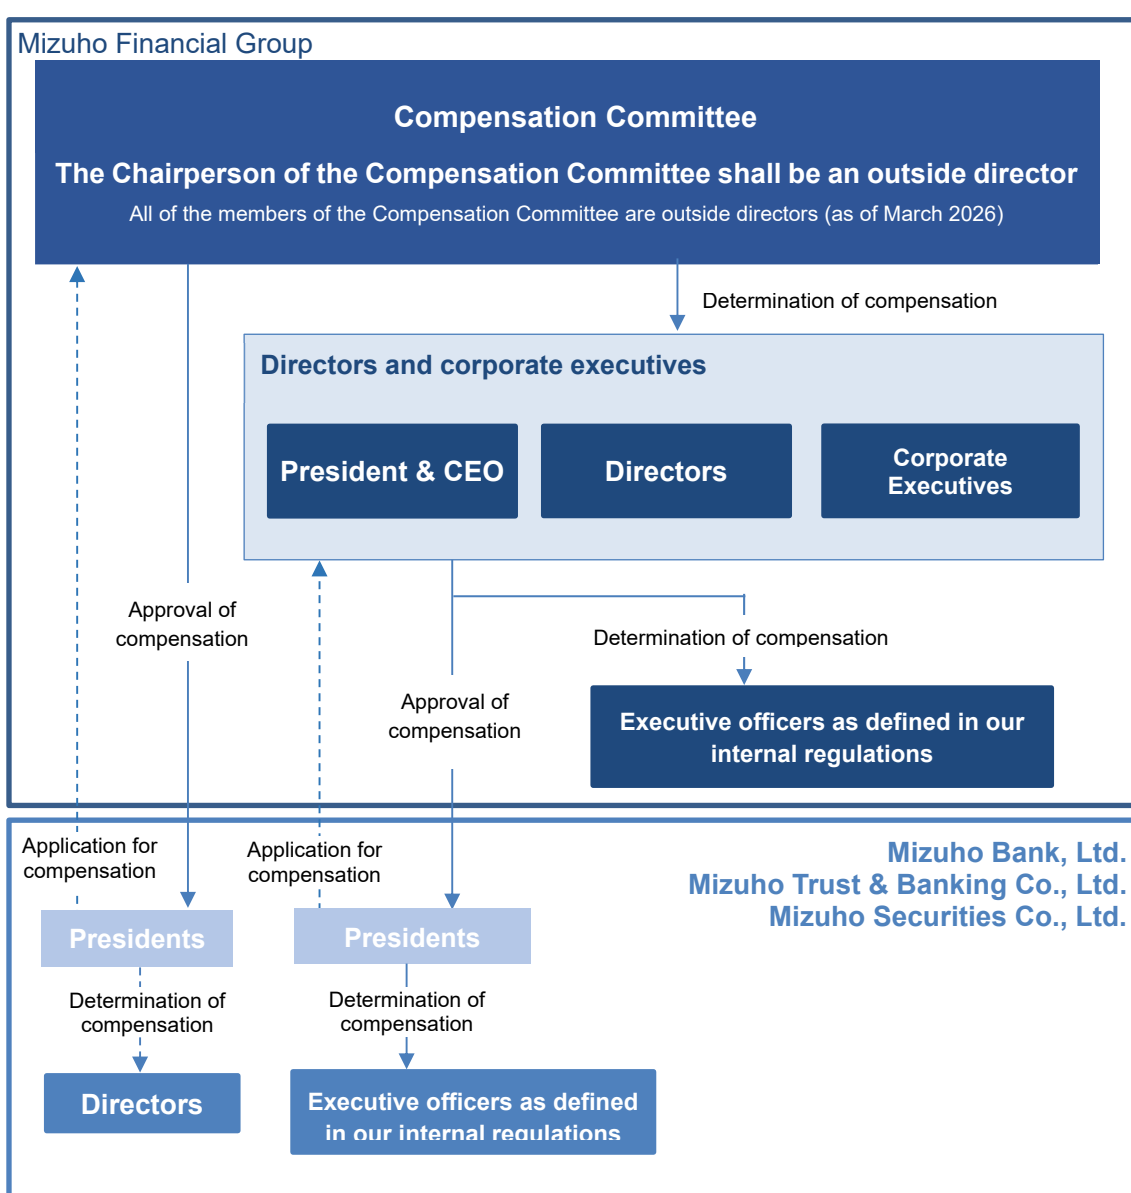 Mizuho Financial Group
Compensation Committee
The Chairperson of the Compensation Committee shall be an outside director
All of the members of the Compensation Committee are outside directors (as of March 2026)
Determination of compensation
Directors and corporate executives
President & CEO
Directors
Corporate
Executives
Approval of
compensation
Determination of compensation
Approval of
compensation
Executive officers as defined in our
internal regulations
Application for
compensation
Application for
compensation
Mizuho Bank, Ltd.
Mizuho Trust & Banking Co., Ltd.
Mizuho Securities Co., Ltd.
Presidents
Presidents
Determination of
compensation
Determination of
compensation
Directors
Executive officers as defined
in our internal regulations